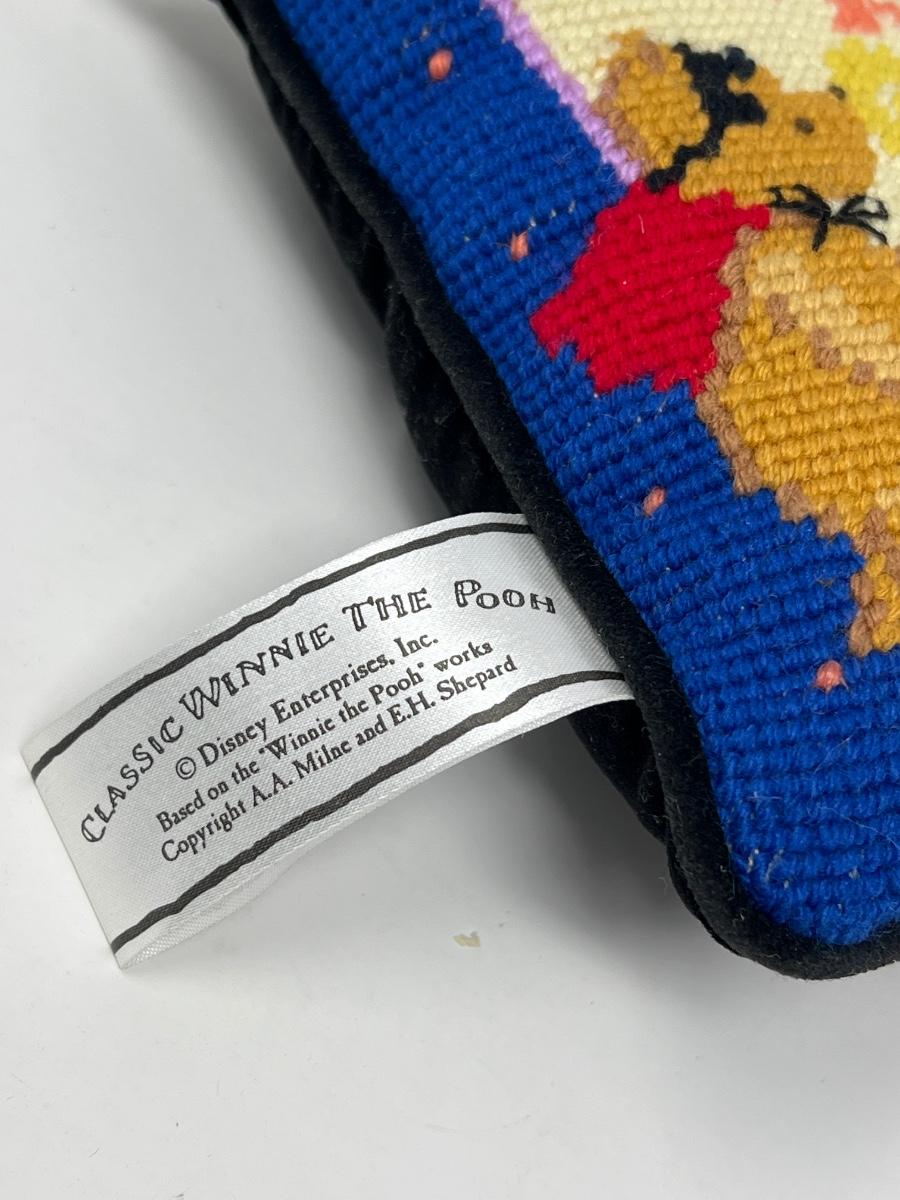 CLASSIC WINNIE THE POOH
© Disney Enterprises, Inc.
Based on the "Winnie the Pooh" works
Copyright A.A. Milne and E.H. Shepard